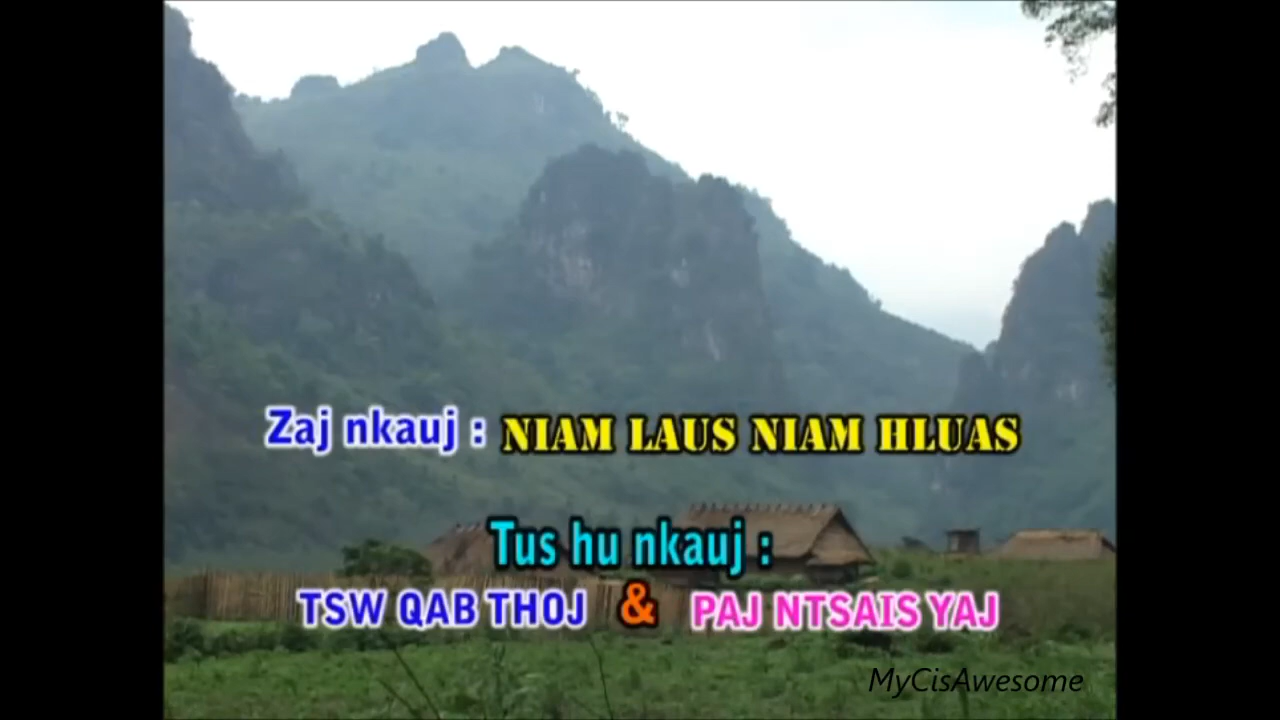 Zaj nkauj : NIAM LAUS NIAM HLUAS
Tus hu nkauj :
TSW QAB THOJ & PAJ NTSAIS YAJ
MyCisAwesome